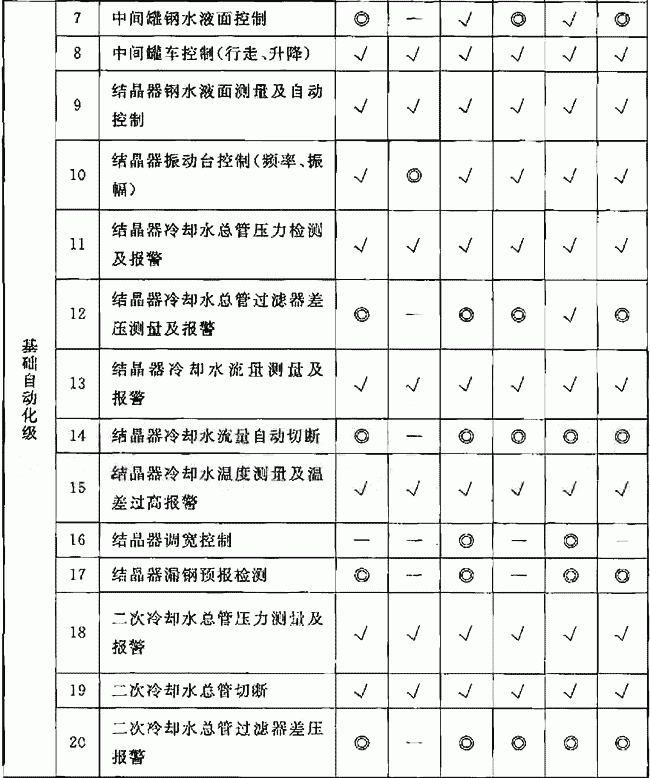 基础自动化级
7 中间罐钢水液面控制 ◎ — √ ◎ √ ◎
8 中间罐车控制(行走、升降) √ √ √ √ √ √
9 结晶器钢水液面测量及自动
控制 √ √ √ √ √ √
10 结晶器振动台控制(频率、振
幅) √ ◎ √ √ √ √
11 结晶器冷却水总管压力检测
及报警 √ √ √ √ √ √
12 结晶器冷却水总管过滤器差
压测量及报警 ◎ — ◎ ◎ √ ◎
13 结晶器冷却水流量测量及
报警 √ √ √ √ √ √
14 结晶器冷却水流量自动切断 ◎ — ◎ ◎ ◎ ◎
15 结晶器冷却水温度测量及温
差过高报警 √ √ √ √ √ √
16 结晶器调宽控制 — — ◎ — ◎ —
17 结晶器漏钢预报检测 ◎ — ◎ — ◎ ◎
18 二次冷却水总管压力测量及
报警 √ √ √ √ √ √
19 二次冷却水总管切断 √ √ √ √ √ √
20 二次冷却水总管过滤器差压
报警 ◎ — ◎ ◎ ◎ ◎